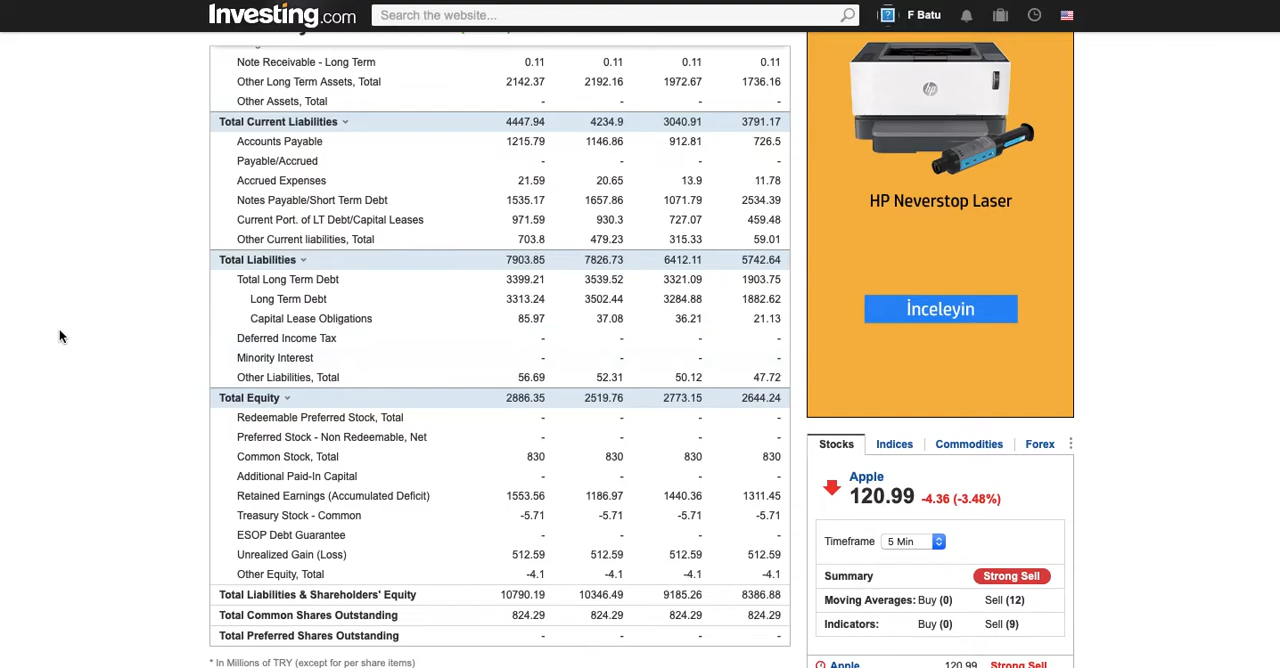 Investing.com
Search the website...
F Batu
Note Receivable - Long Term 0.11 0.11 0.11 0.11
Other Long Term Assets, Total 2142.37 2192.16 1972.67 1736.16
Other Assets, Total - - - -
Total Current Liabilities 4447.94 4234.9 3040.91 3791.17
Accounts Payable 1215.79 1146.86 912.81 726.5
Payable/Accrued - - - -
Accrued Expenses 21.59 20.65 13.9 11.78
Notes Payable/Short Term Debt 1535.17 1657.86 1071.79 2534.39
Current Port. of LT Debt/Capital Leases 971.59 930.3 727.07 459.48
Other Current liabilities, Total 703.8 479.23 315.33 59.01
Total Liabilities 7903.85 7826.73 6412.11 5742.64
Total Long Term Debt 3399.21 3539.52 3321.09 1903.75
Long Term Debt 3313.24 3502.44 3284.88 1882.62
Capital Lease Obligations 85.97 37.08 36.21 21.13
Deferred Income Tax - - - -
Minority Interest - - - -
Other Liabilities, Total 56.69 52.31 50.12 47.72
Total Equity 2886.35 2519.76 2773.15 2644.24
Redeemable Preferred Stock, Total - - - -
Preferred Stock - Non Redeemable, Net - - - -
Common Stock, Total 830 830 830 830
Additional Paid-In Capital - - - -
Retained Earnings (Accumulated Deficit) 1553.56 1186.97 1440.36 1311.45
Treasury Stock - Common -5.71 -5.71 -5.71 -5.71
ESOP Debt Guarantee - - - -
Unrealized Gain (Loss) 512.59 512.59 512.59 512.59
Other Equity, Total -4.1 -4.1 -4.1 -4.1
Total Liabilities & Shareholders' Equity 10790.19 10346.49 9185.26 8386.88
Total Common Shares Outstanding 824.29 824.29 824.29 824.29
Total Preferred Shares Outstanding - - - -
* In Millions of TRY (except for per share items)
hp
HP Neverstop Laser
İnceleyin
Stocks Indices Commodities Forex
Apple
120.99 -4.36 (-3.48%)
Timeframe 5 Min
Summary Strong Sell
Moving Averages: Buy (0) Sell (12)
Indicators: Buy (0) Sell (9)
Apple 120.99 Strong Sell